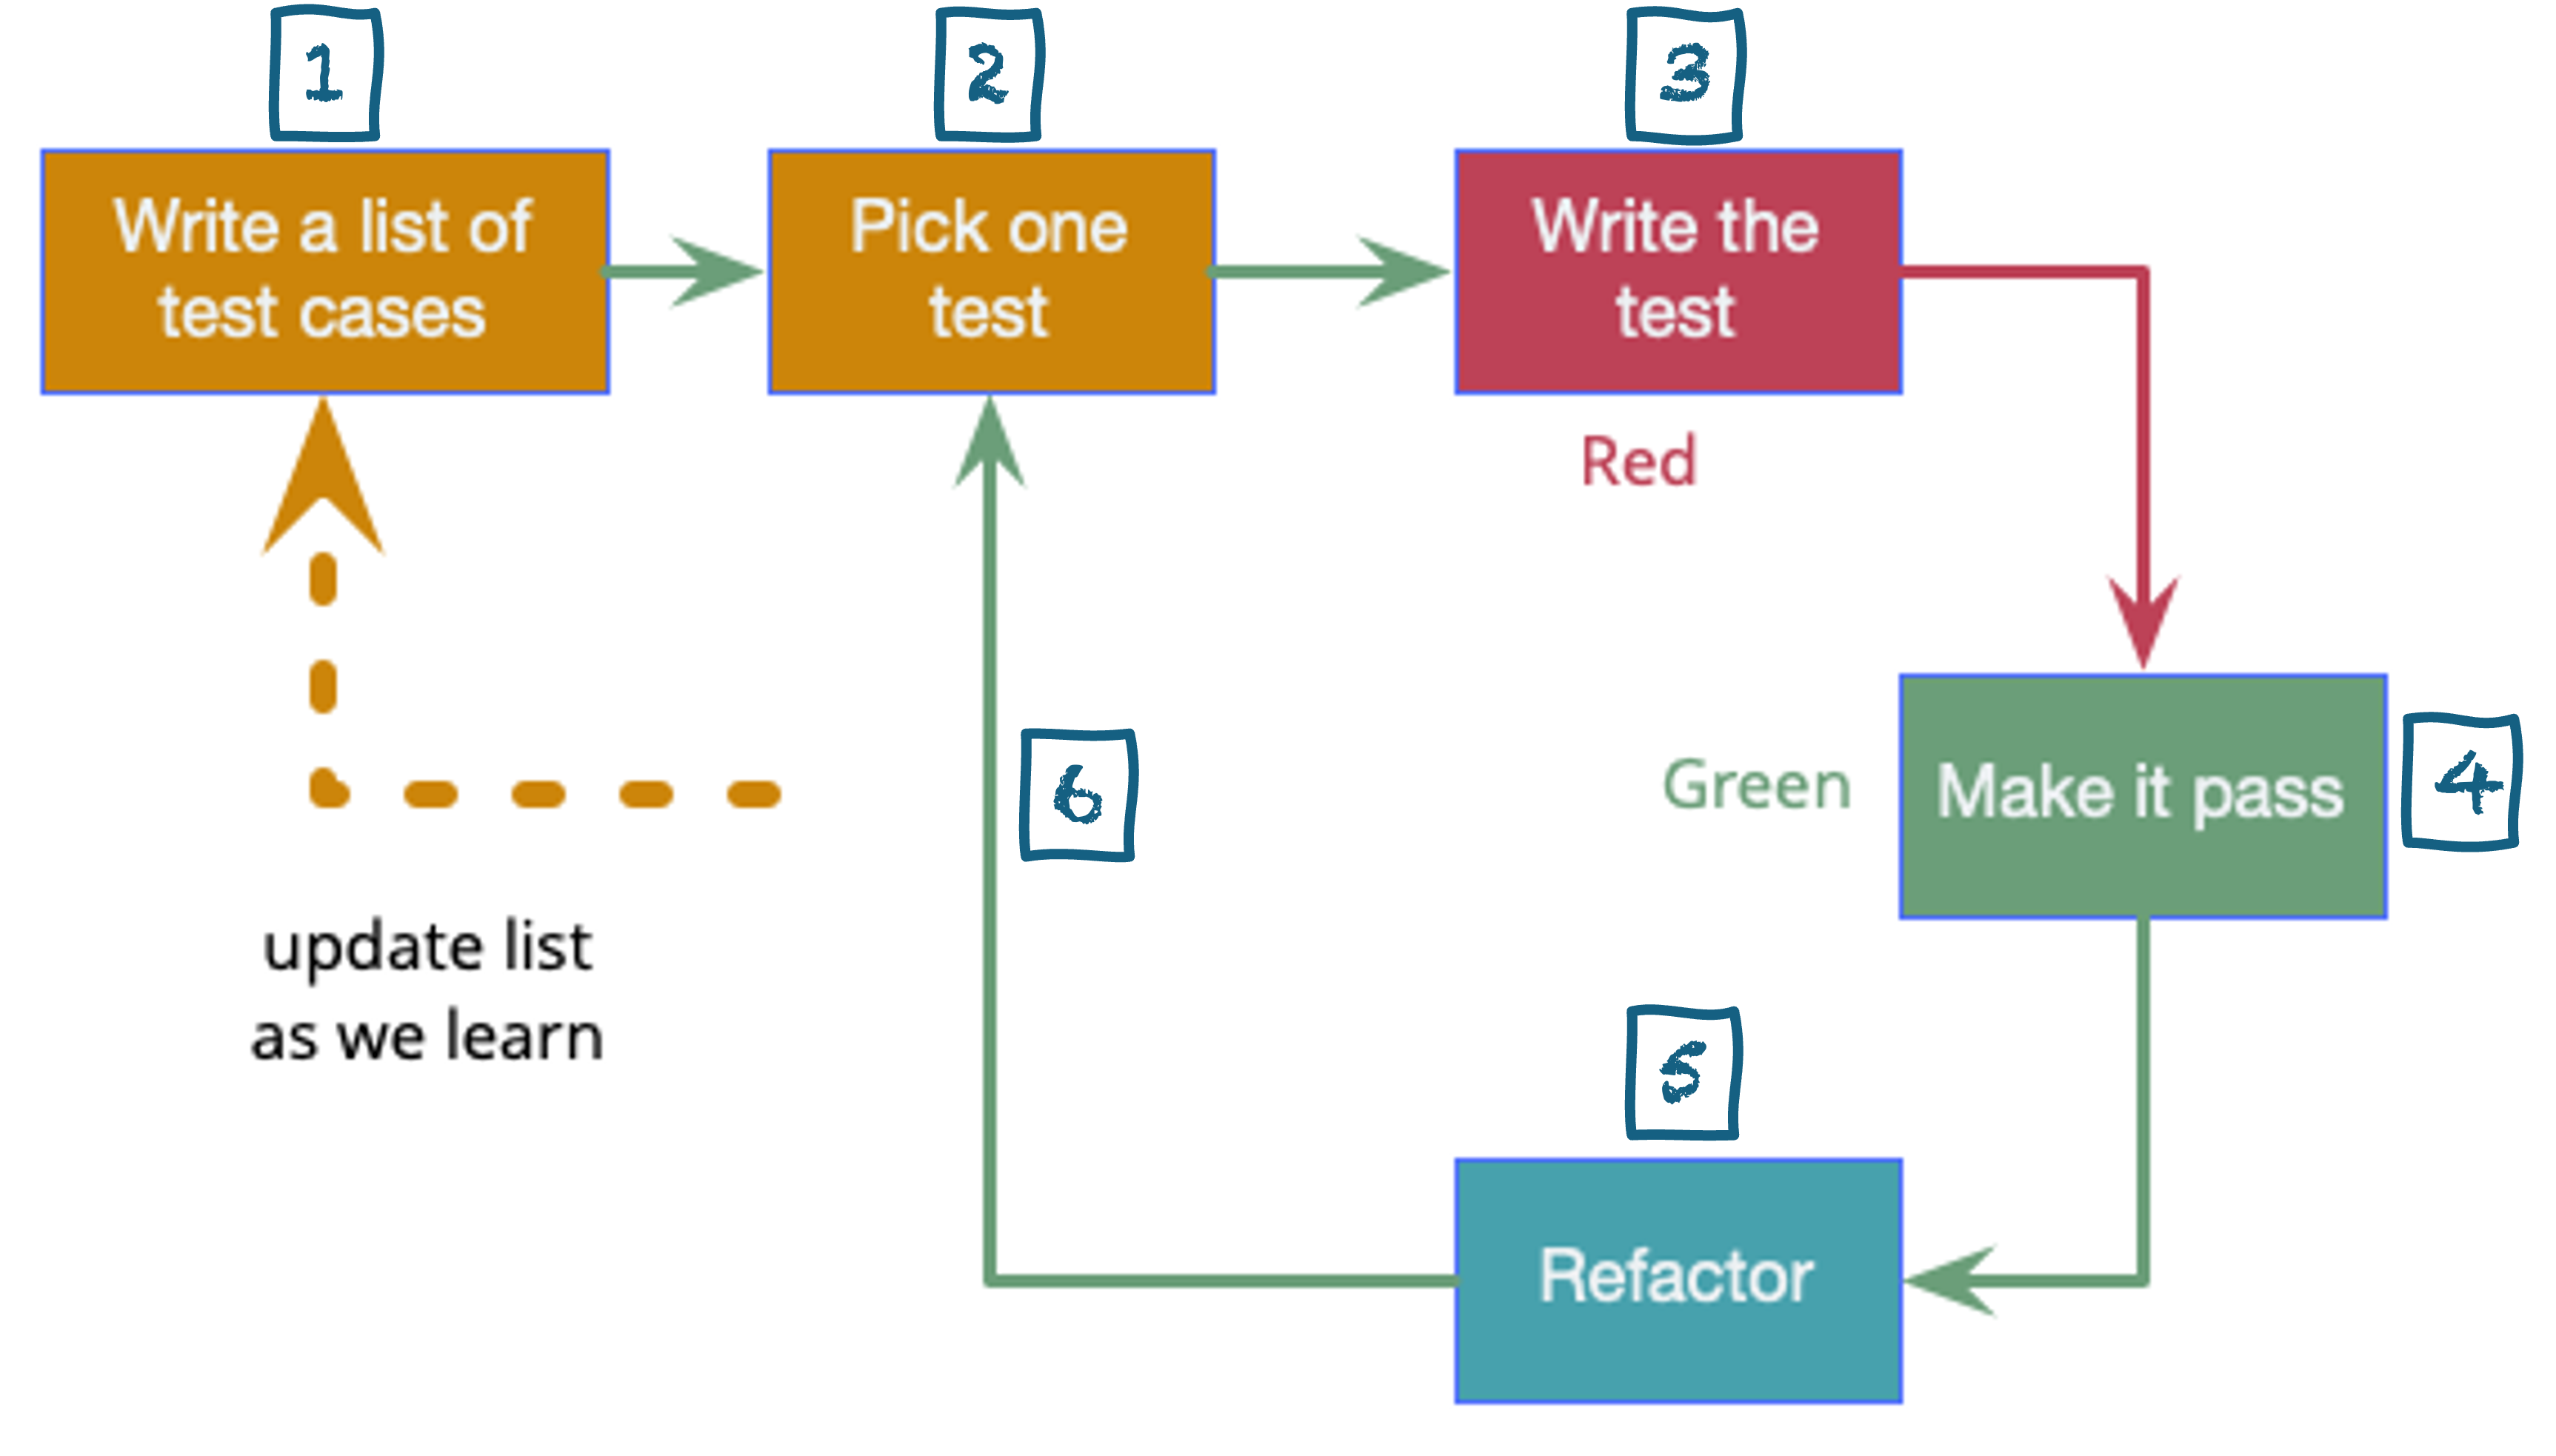 1
2
3
Write a list of
test cases
Pick one
test
Write the
test
Red
6
Green
Make it pass
4
update list
as we learn
5
Refactor